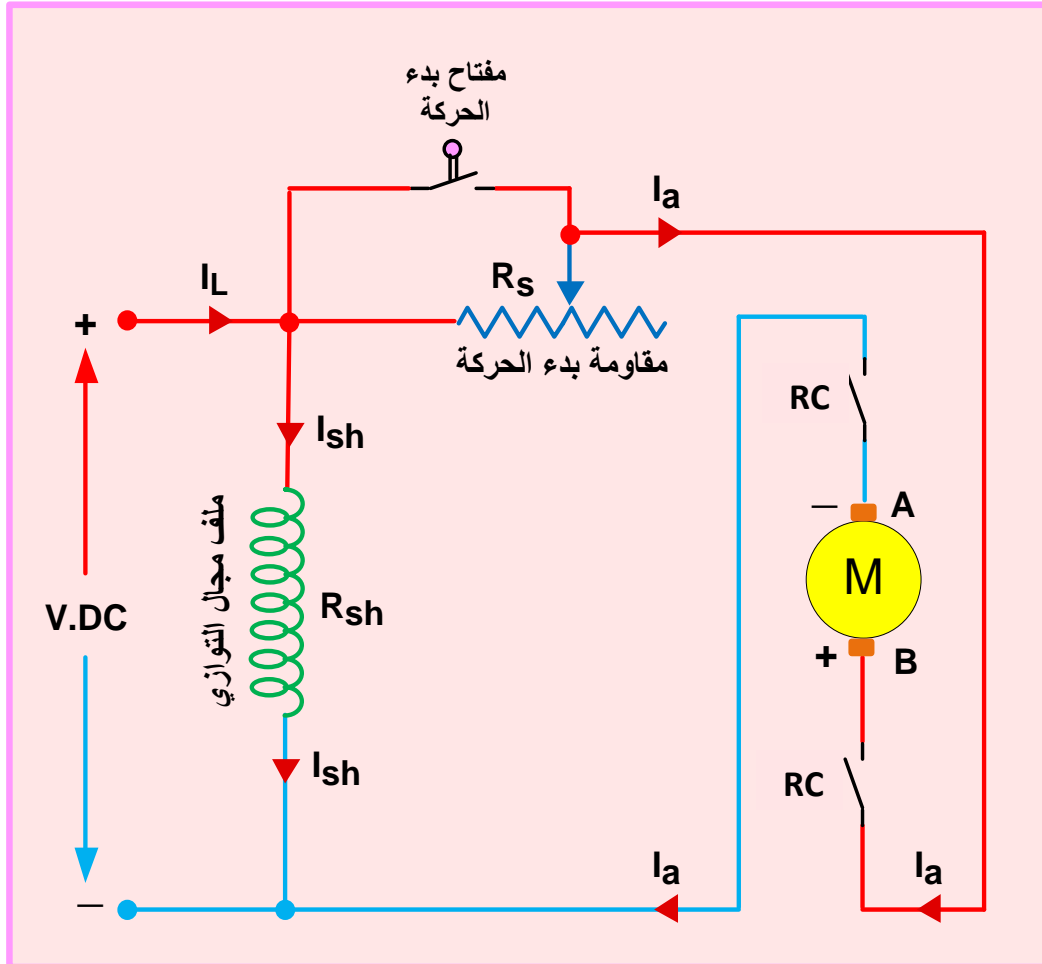 مفتاح بدء
الحركة
Ia
IL
Rs
+
مقاومة بدء الحركة
RC
Ish
— A
ملف مجال التوازي
Rsh
M
V.DC
+ B
Ish
RC
Ia
Ia
—